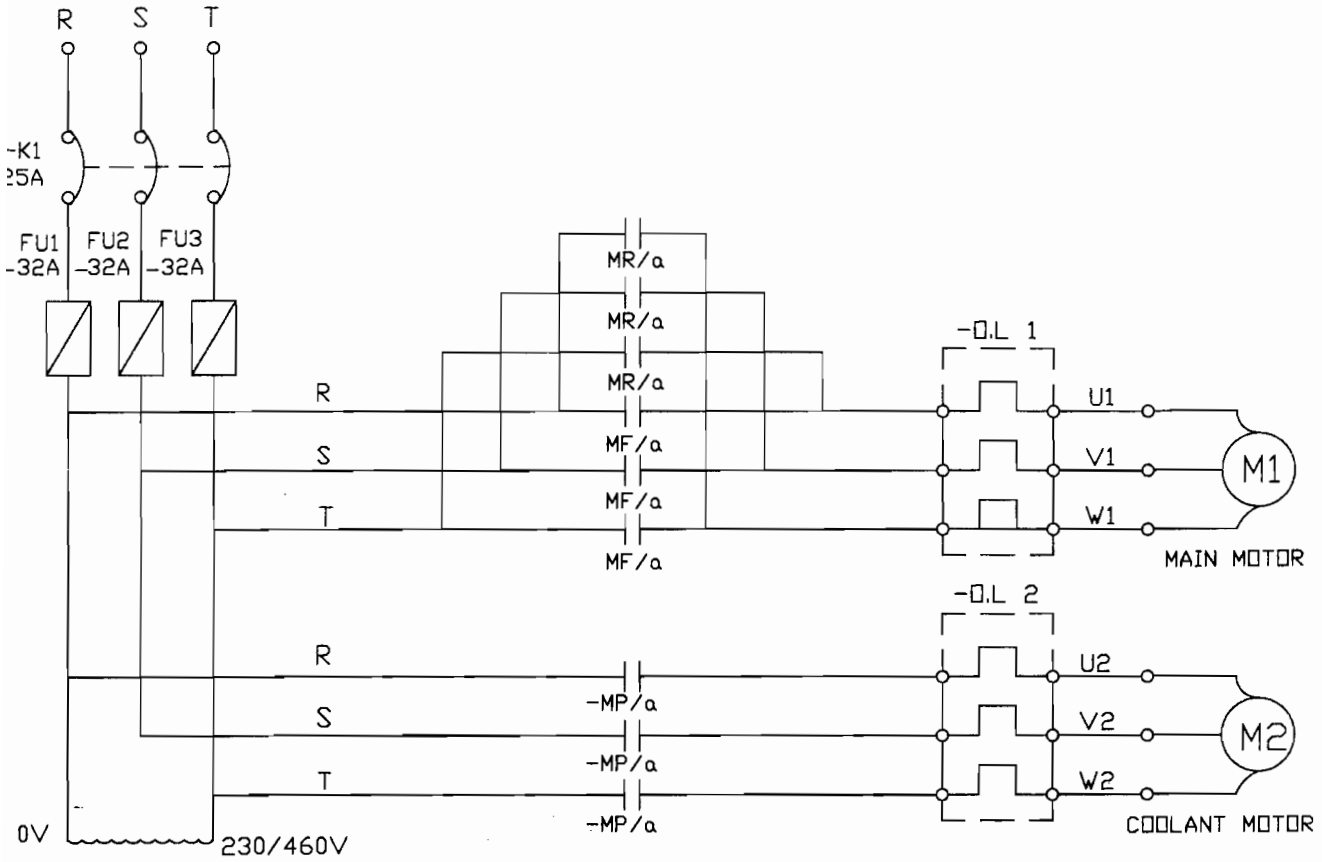 R S T
-K1
25A
FU1 FU2 FU3
-32A -32A -32A
MR/a
MR/a
-O.L 1
MR/a
R
U1
MF/a
S
V1
M1
MF/a
T
W1
MF/a
MAIN MOTOR
-O.L 2
R
U2
-MP/a
S
V2
M2
-MP/a
T
W2
-MP/a
COOLANT MOTOR
0V
230/460V